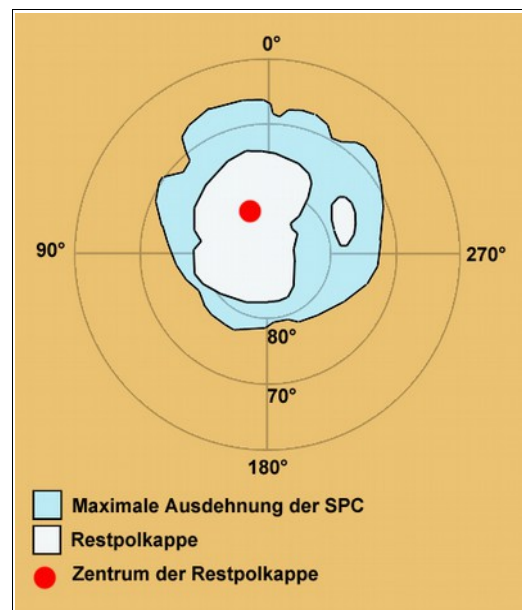 0°
90°
270°
80°
70°
180°
Maximale Ausdehnung der SPC
Restpolkappe
Zentrum der Restpolkappe